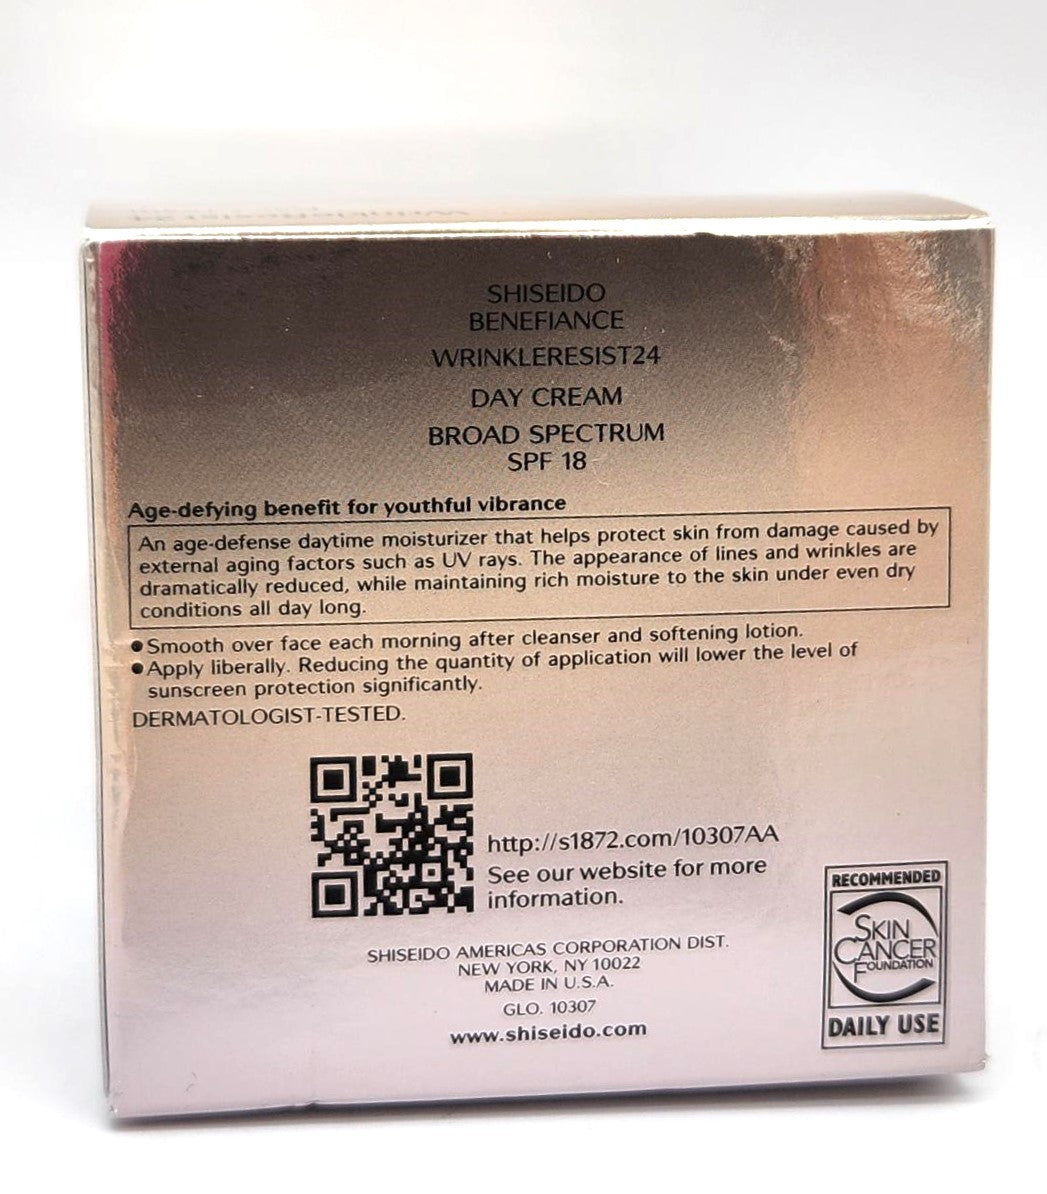 SHISEIDO
BENEFIANCE
WRINKLERESIST24
DAY CREAM
BROAD SPECTRUM
SPF 18
Age-defying benefit for youthful vibrance
An age-defense daytime moisturizer that helps protect skin from damage caused by
external aging factors such as UV rays. The appearance of lines and wrinkles are
dramatically reduced, while maintaining rich moisture to the skin under even dry
conditions all day long.
●Smooth over face each morning after cleanser and softening lotion.
●Apply liberally. Reducing the quantity of application will lower the level of
sunscreen protection significantly.
DERMATOLOGIST-TESTED.
http://s1872.com/10307AA
See our website for more
information.
SHISEIDO AMERICAS CORPORATION DIST.
NEW YORK, NY 10022
MADE IN U.S.A.
GLO. 10307
www.shiseido.com
RECOMMENDED
SKIN
CANCER
FOUNDATION
DAILY USE